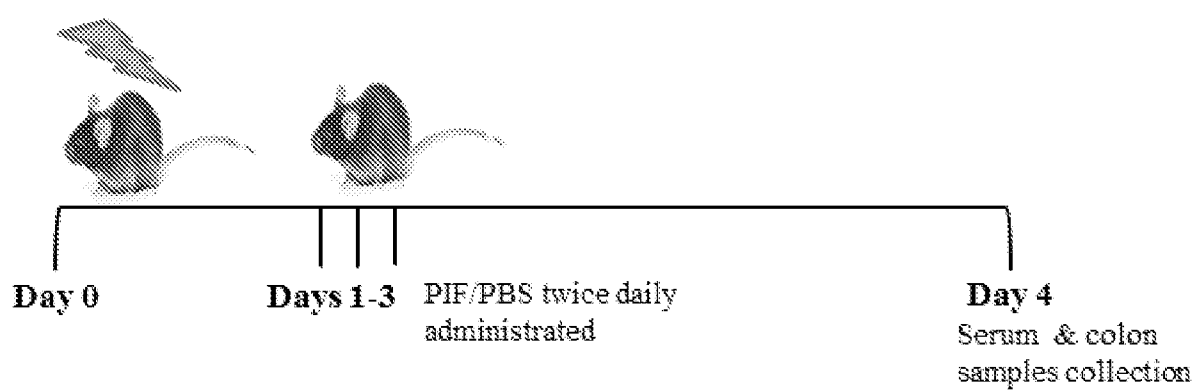 Day 0
Days 1-3
PIF/PBS twice daily
administrated
Day 4
Serum & colon
samples collection